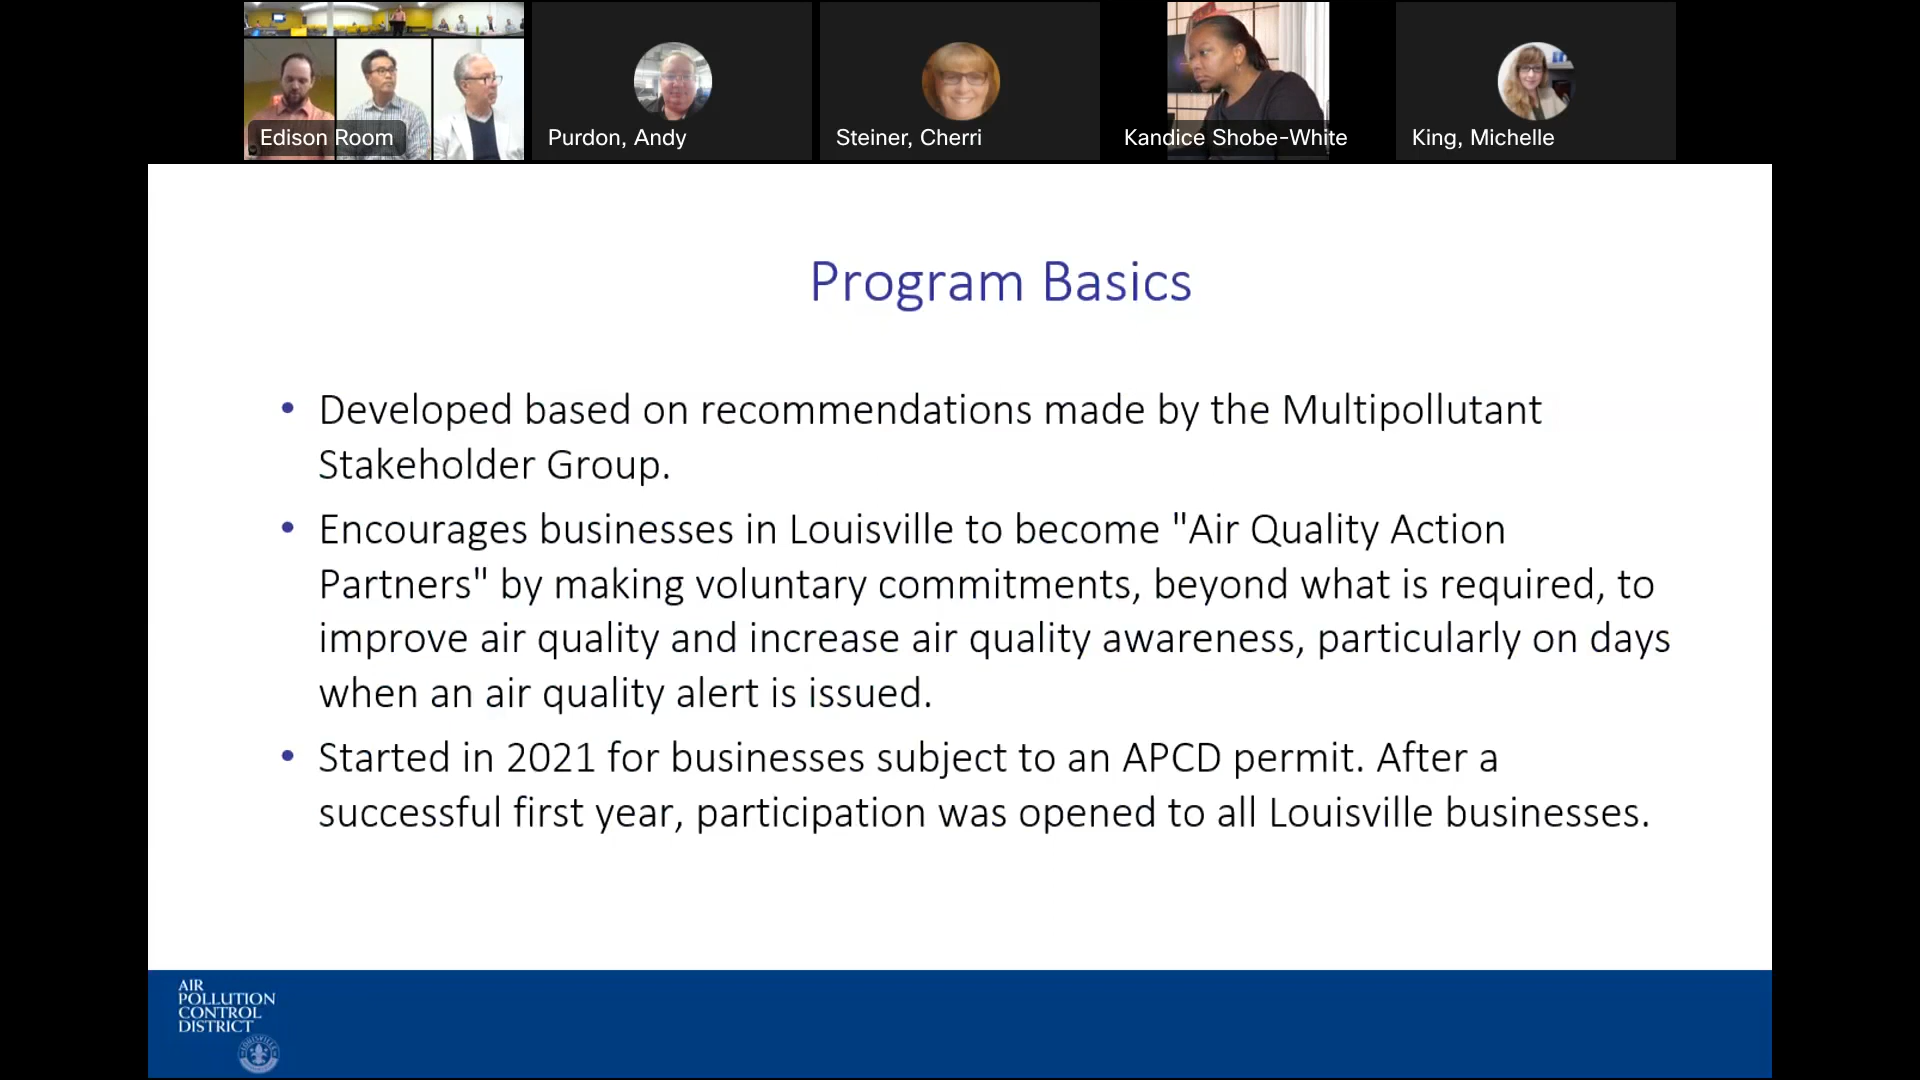 Edison Room
Purdon, Andy
Steiner, Cherri
Kandice Shobe-White
King, Michelle
Program Basics
• Developed based on recommendations made by the Multipollutant
Stakeholder Group.
• Encourages businesses in Louisville to become "Air Quality Action
Partners" by making voluntary commitments, beyond what is required, to
improve air quality and increase air quality awareness, particularly on days
when an air quality alert is issued.
• Started in 2021 for businesses subject to an APCD permit. After a
successful first year, participation was opened to all Louisville businesses.
AIR
POLLUTION
CONTROL
DISTRICT
LOUISVILLE